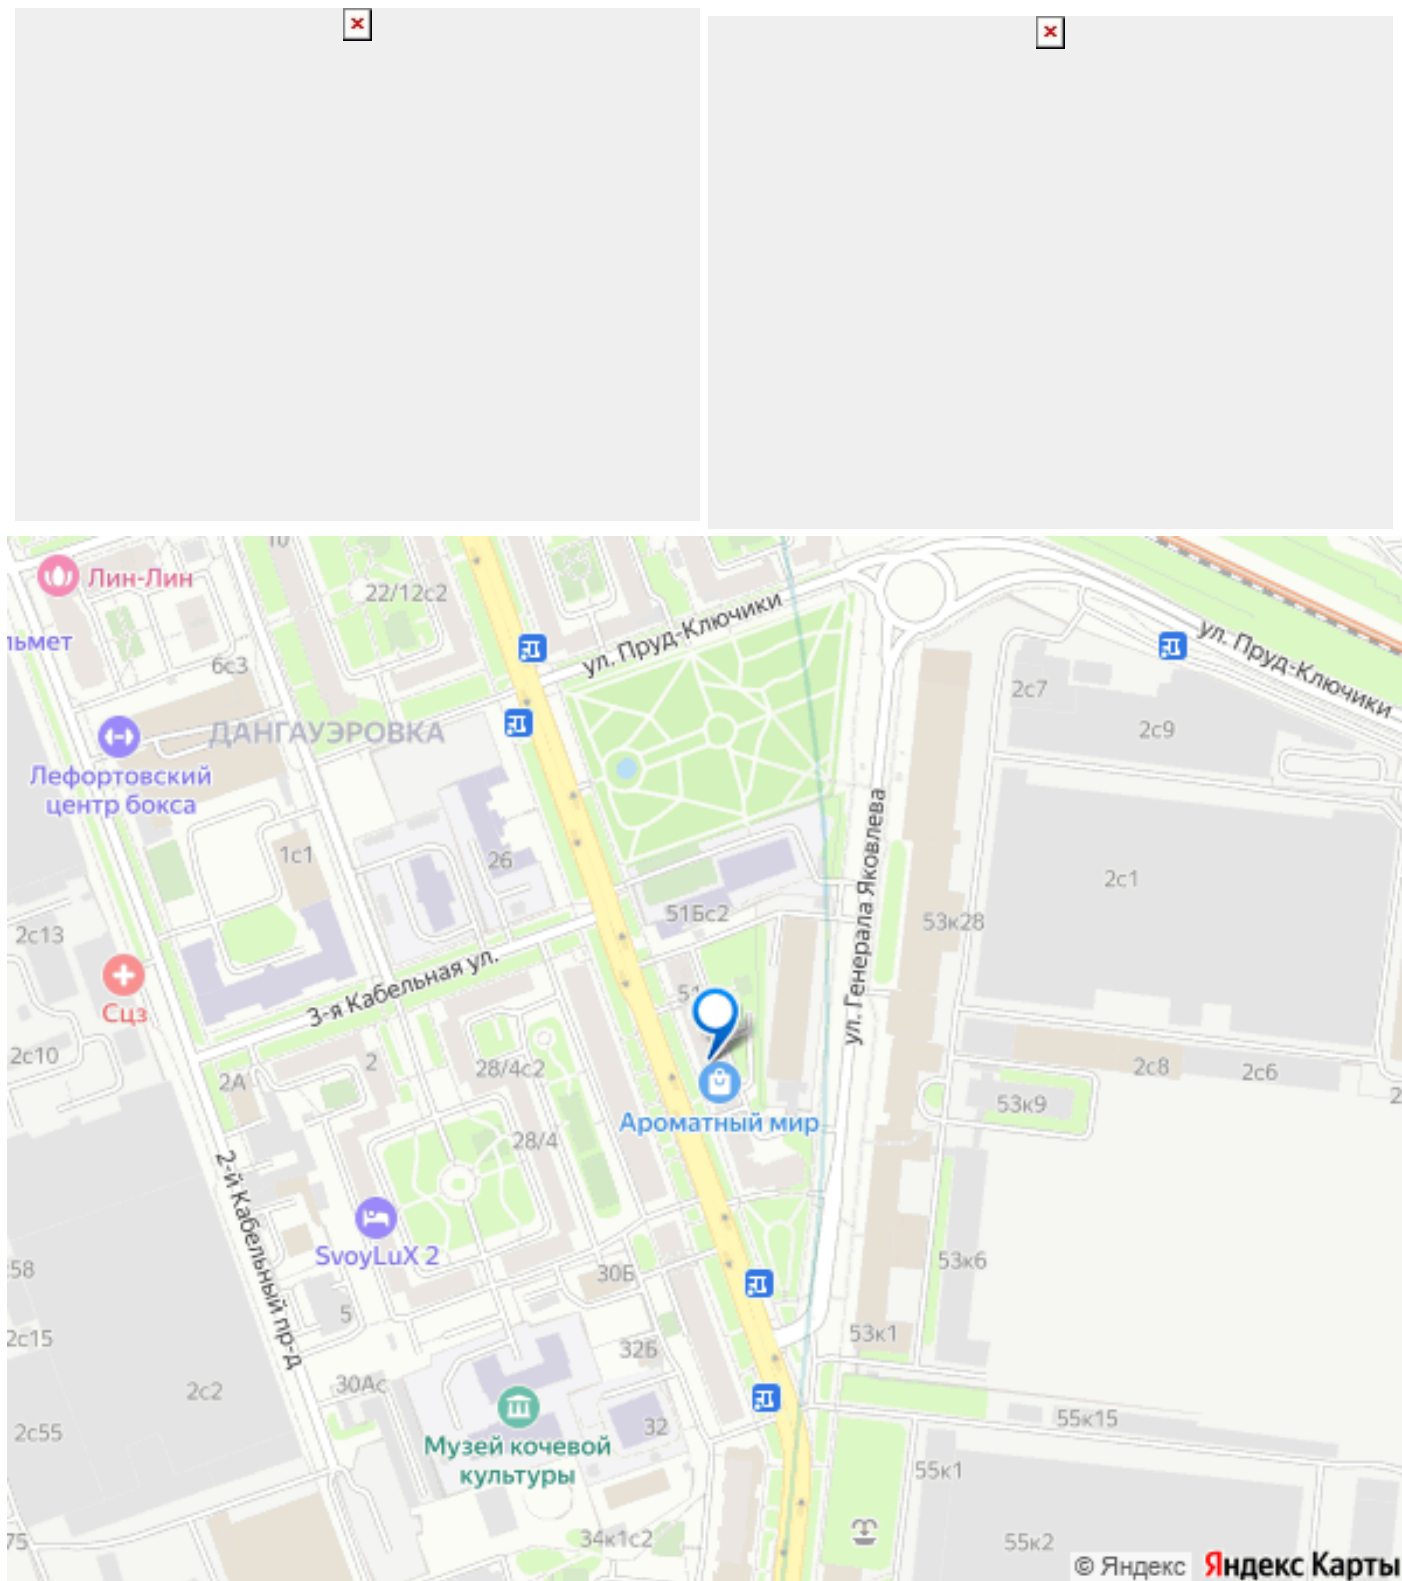 10
Лин-Лин
22/12с2
ул. Пруд-Ключики
ул. Пруд-Ключики
льмет
6с3
2с7
ДАНГАУЭРОВКА
2с9
Лефортовский
центр бокса
ул. Генерала Яковлева
1с1
26
2с1
51Бс2
53к28
2с13
3-я Кабельная ул.
51
Сцз
2с10
2
28/4с2
2с8
2с6
2А
53к9
2
Ароматный мир
28/4
2-й Кабельный пр-д
SvoyLuX 2
53к6
58
30Б
5
2с15
53к1
32Б
30Ас
2с2
55к15
2с55
32
Музей кочевой
культуры
55к1
75
34к1с2
55к2
© Яндекс Яндекс Карты